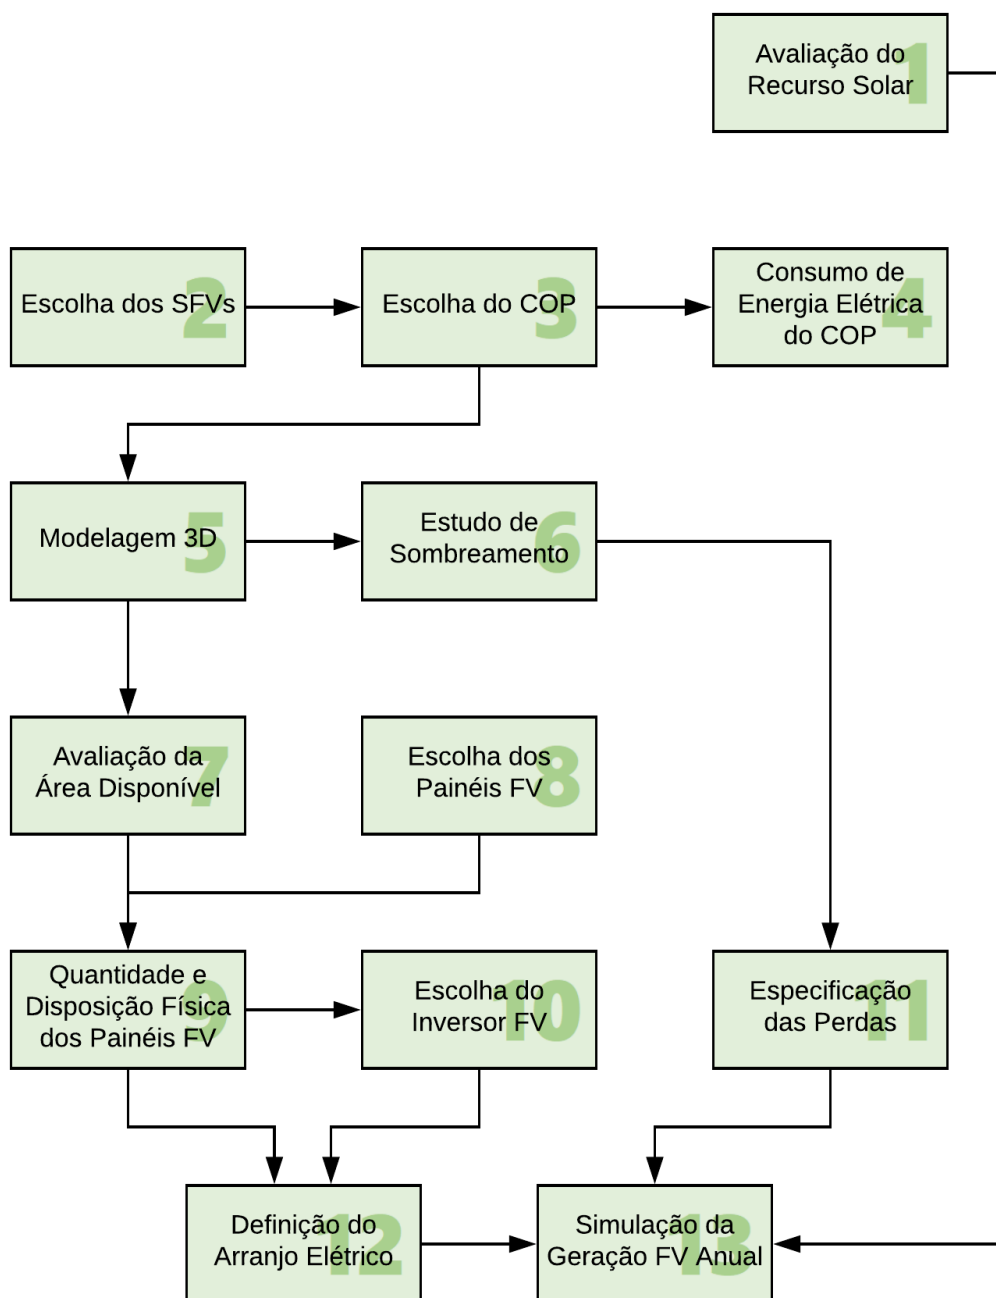 Avaliação do
Recurso Solar
1
Escolha dos SFVs
2
Escolha do COP
3
Consumo de
Energia Elétrica
do COP
4
Modelagem 3D
5
Estudo de
Sombreamento
6
Avaliação da
Área Disponível
7
Escolha dos
Painéis FV
8
Quantidade e
Disposição Física
dos Painéis FV
9
Escolha do
Inversor FV
10
Especificação
das Perdas
11
Definição do
Arranjo Elétrico
12
Simulação da
Geração FV Anual
13